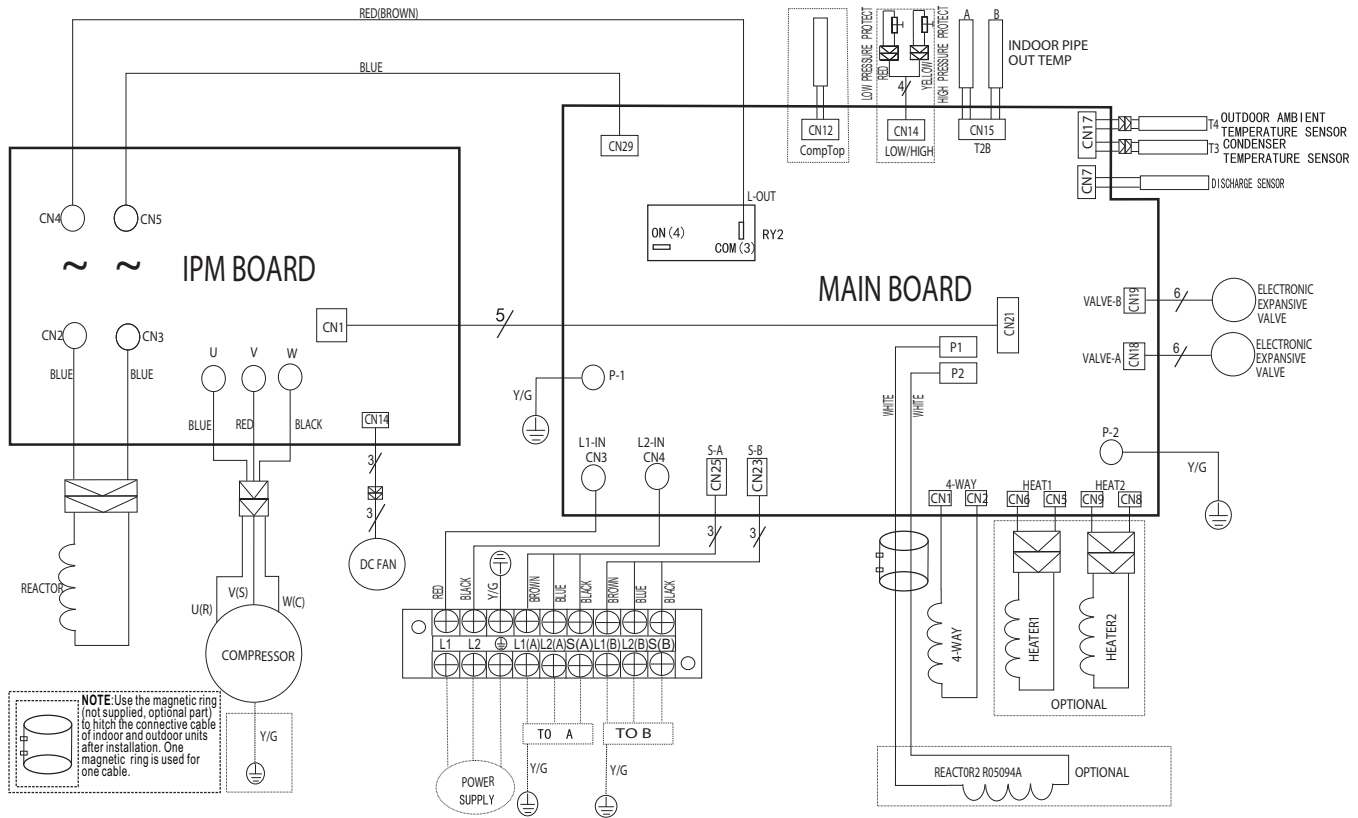 RED(BROWN)
BLUE
LOW PRESSURE PROTECT
RED
YELLOW
HIGH PRESSURE PROTECT
4
A
B
INDOOR PIPE
OUT TEMP
CN12
CompTop
CN14
LOW/HIGH
CN15
T2B
CN17
T4 OUTDOOR AMBIENT
TEMPERATURE SENSOR
T3 CONDENSER
TEMPERATURE SENSOR
CN7
DISCHARGE SENSOR
CN29
L-OUT
ON(4)
COM(3)
RY2
CN4
CN5
~
~
IPM BOARD
MAIN BOARD
CN2
CN3
BLUE
BLUE
CN1
5
CN21
U
V
W
BLUE
RED
BLACK
CN14
3
3
DC FAN
P1
P2
WHITE
WHITE
VALVE-B
CN19
6
ELECTRONIC
EXPANSIVE
VALVE
VALVE-A
CN18
6
ELECTRONIC
EXPANSIVE
VALVE
P-1
Y/G
P-2
Y/G
L1-IN
CN3
L2-IN
CN4
S-A
CN25
S-B
CN23
3
3
4-WAY
CN1
CN2
HEAT1
CN6
CN5
HEAT2
CN9
CN8
REACTOR
U(R)
V(S)
W(C)
COMPRESSOR
Y/G
RED
BLACK
Y/G
BROWN
BLUE
BLACK
BROWN
BLUE
BLACK
L1
L2
L1(A)
L2(A)
S(A)
L1(B)
L2(B)
S(B)
4-WAY
HEATER1
HEATER2
OPTIONAL
POWER
SUPPLY
TO A
Y/G
TO B
Y/G
REACTOR2 R05094A
OPTIONAL
NOTE:Use the magnetic ring
(not supplied, optional part)
to hitch the connective cable
of indoor and outdoor units
after installation. One
magnetic ring is used for
one cable.